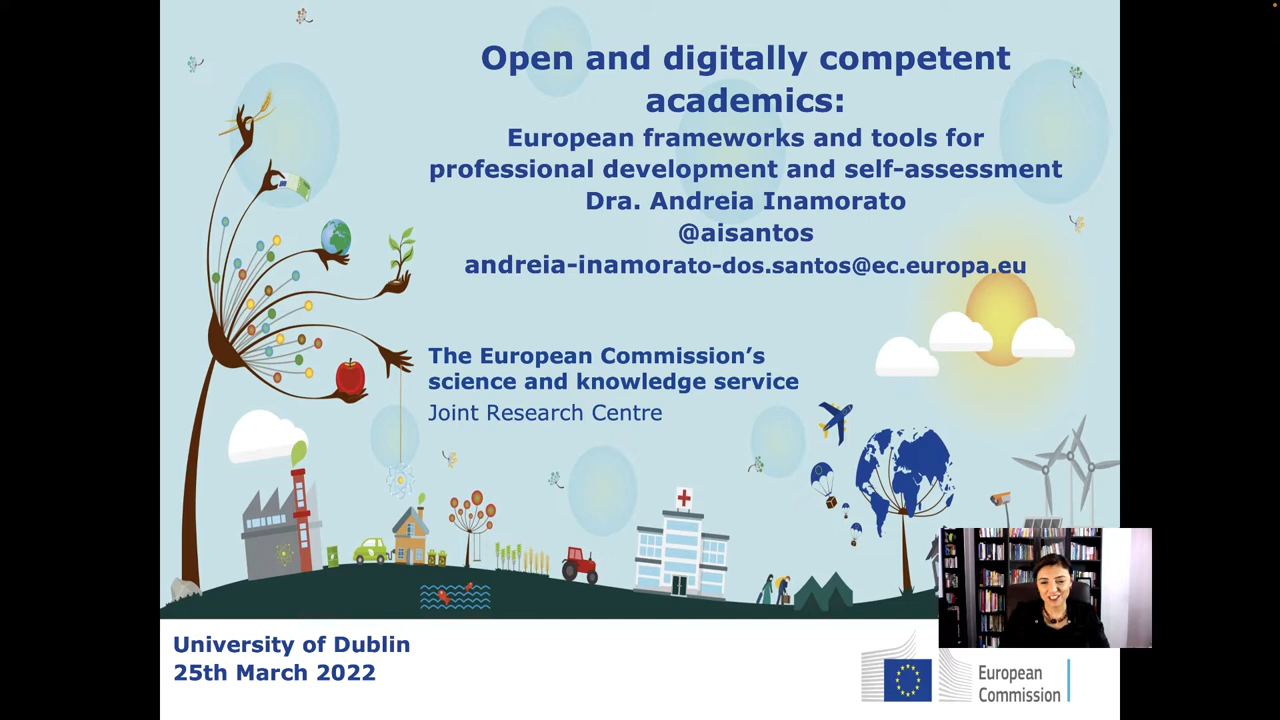 Open and digitally competent
academics:
European frameworks and tools for
professional development and self-assessment
Dra. Andreia Inamorato
@aisantos
andreia-inamorato-dos.santos@ec.europa.eu
The European Commission’s
science and knowledge service
Joint Research Centre
University of Dublin
25th March 2022
European
Commission